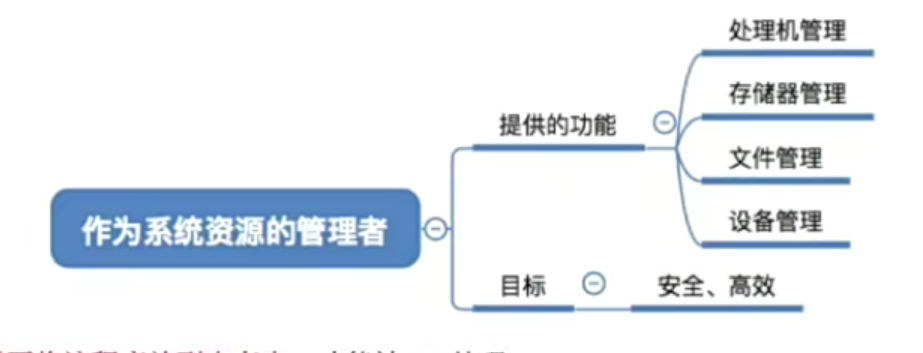 处理机管理
存储器管理
提供的功能
文件管理
设备管理
作为系统资源的管理者
目标
安全、高效